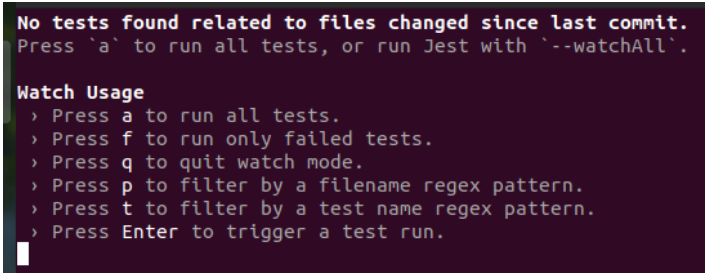 No tests found related to files changed since last commit.
Press `a` to run all tests, or run Jest with `--watchAll`.
Watch Usage
› Press a to run all tests.
› Press f to run only failed tests.
› Press q to quit watch mode.
› Press p to filter by a filename regex pattern.
› Press t to filter by a test name regex pattern.
› Press Enter to trigger a test run.